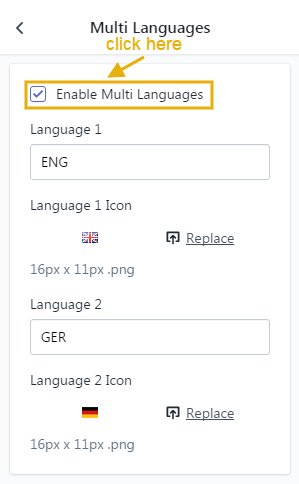 Multi Languages
click here
Enable Multi Languages
Language 1
ENG
Language 1 Icon
Replace
16px x 11px .png
Language 2
GER
Language 2 Icon
Replace
16px x 11px .png